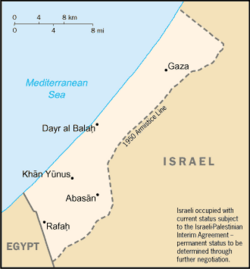 0 4 8 km
0 4 8 mi
Gaza
Mediterranean
Sea
1950 Armistice Line
Dayr al Balaḩ
ISRAEL
Khān Yūnus
Abasān
Rafaḩ
EGYPT
Israeli occupied with
current status subject
to the Israeli-Palestinian
Interim Agreement –
permanent status to
be determined through
further negotiation.